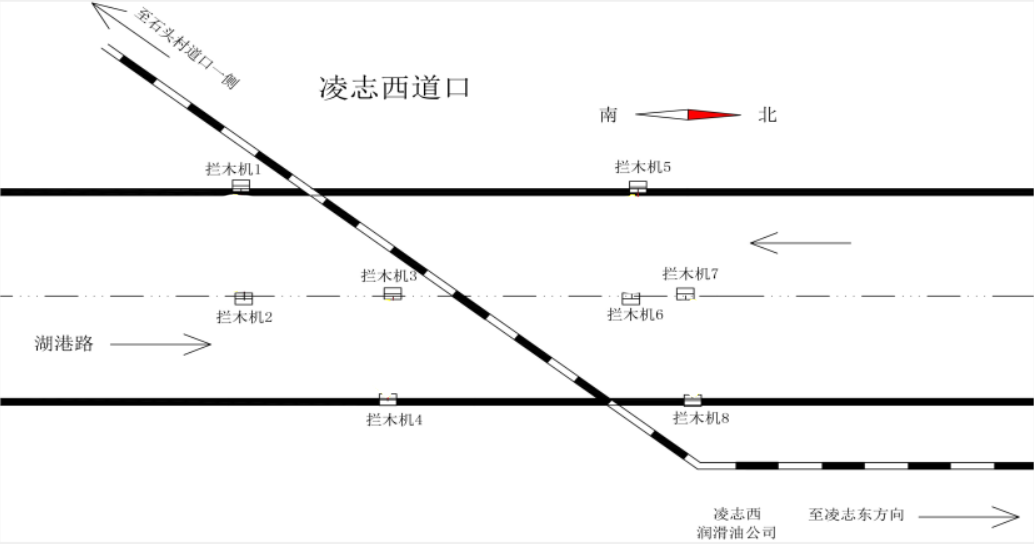 至石头村道口一侧
凌志西道口
南
北
拦木机1
拦木机5
拦木机3
拦木机7
拦木机2
拦木机6
湖港路
拦木机4
拦木机8
凌志西
润滑油公司
至凌志东方向